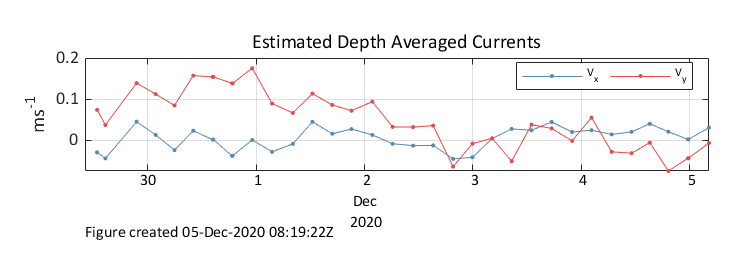 Estimated Depth Averaged Currents
0.2
0.1
0
ms-1
Vx
Vy
30 1 2 3 4 5
Dec
2020
Figure created 05-Dec-2020 08:19:22Z